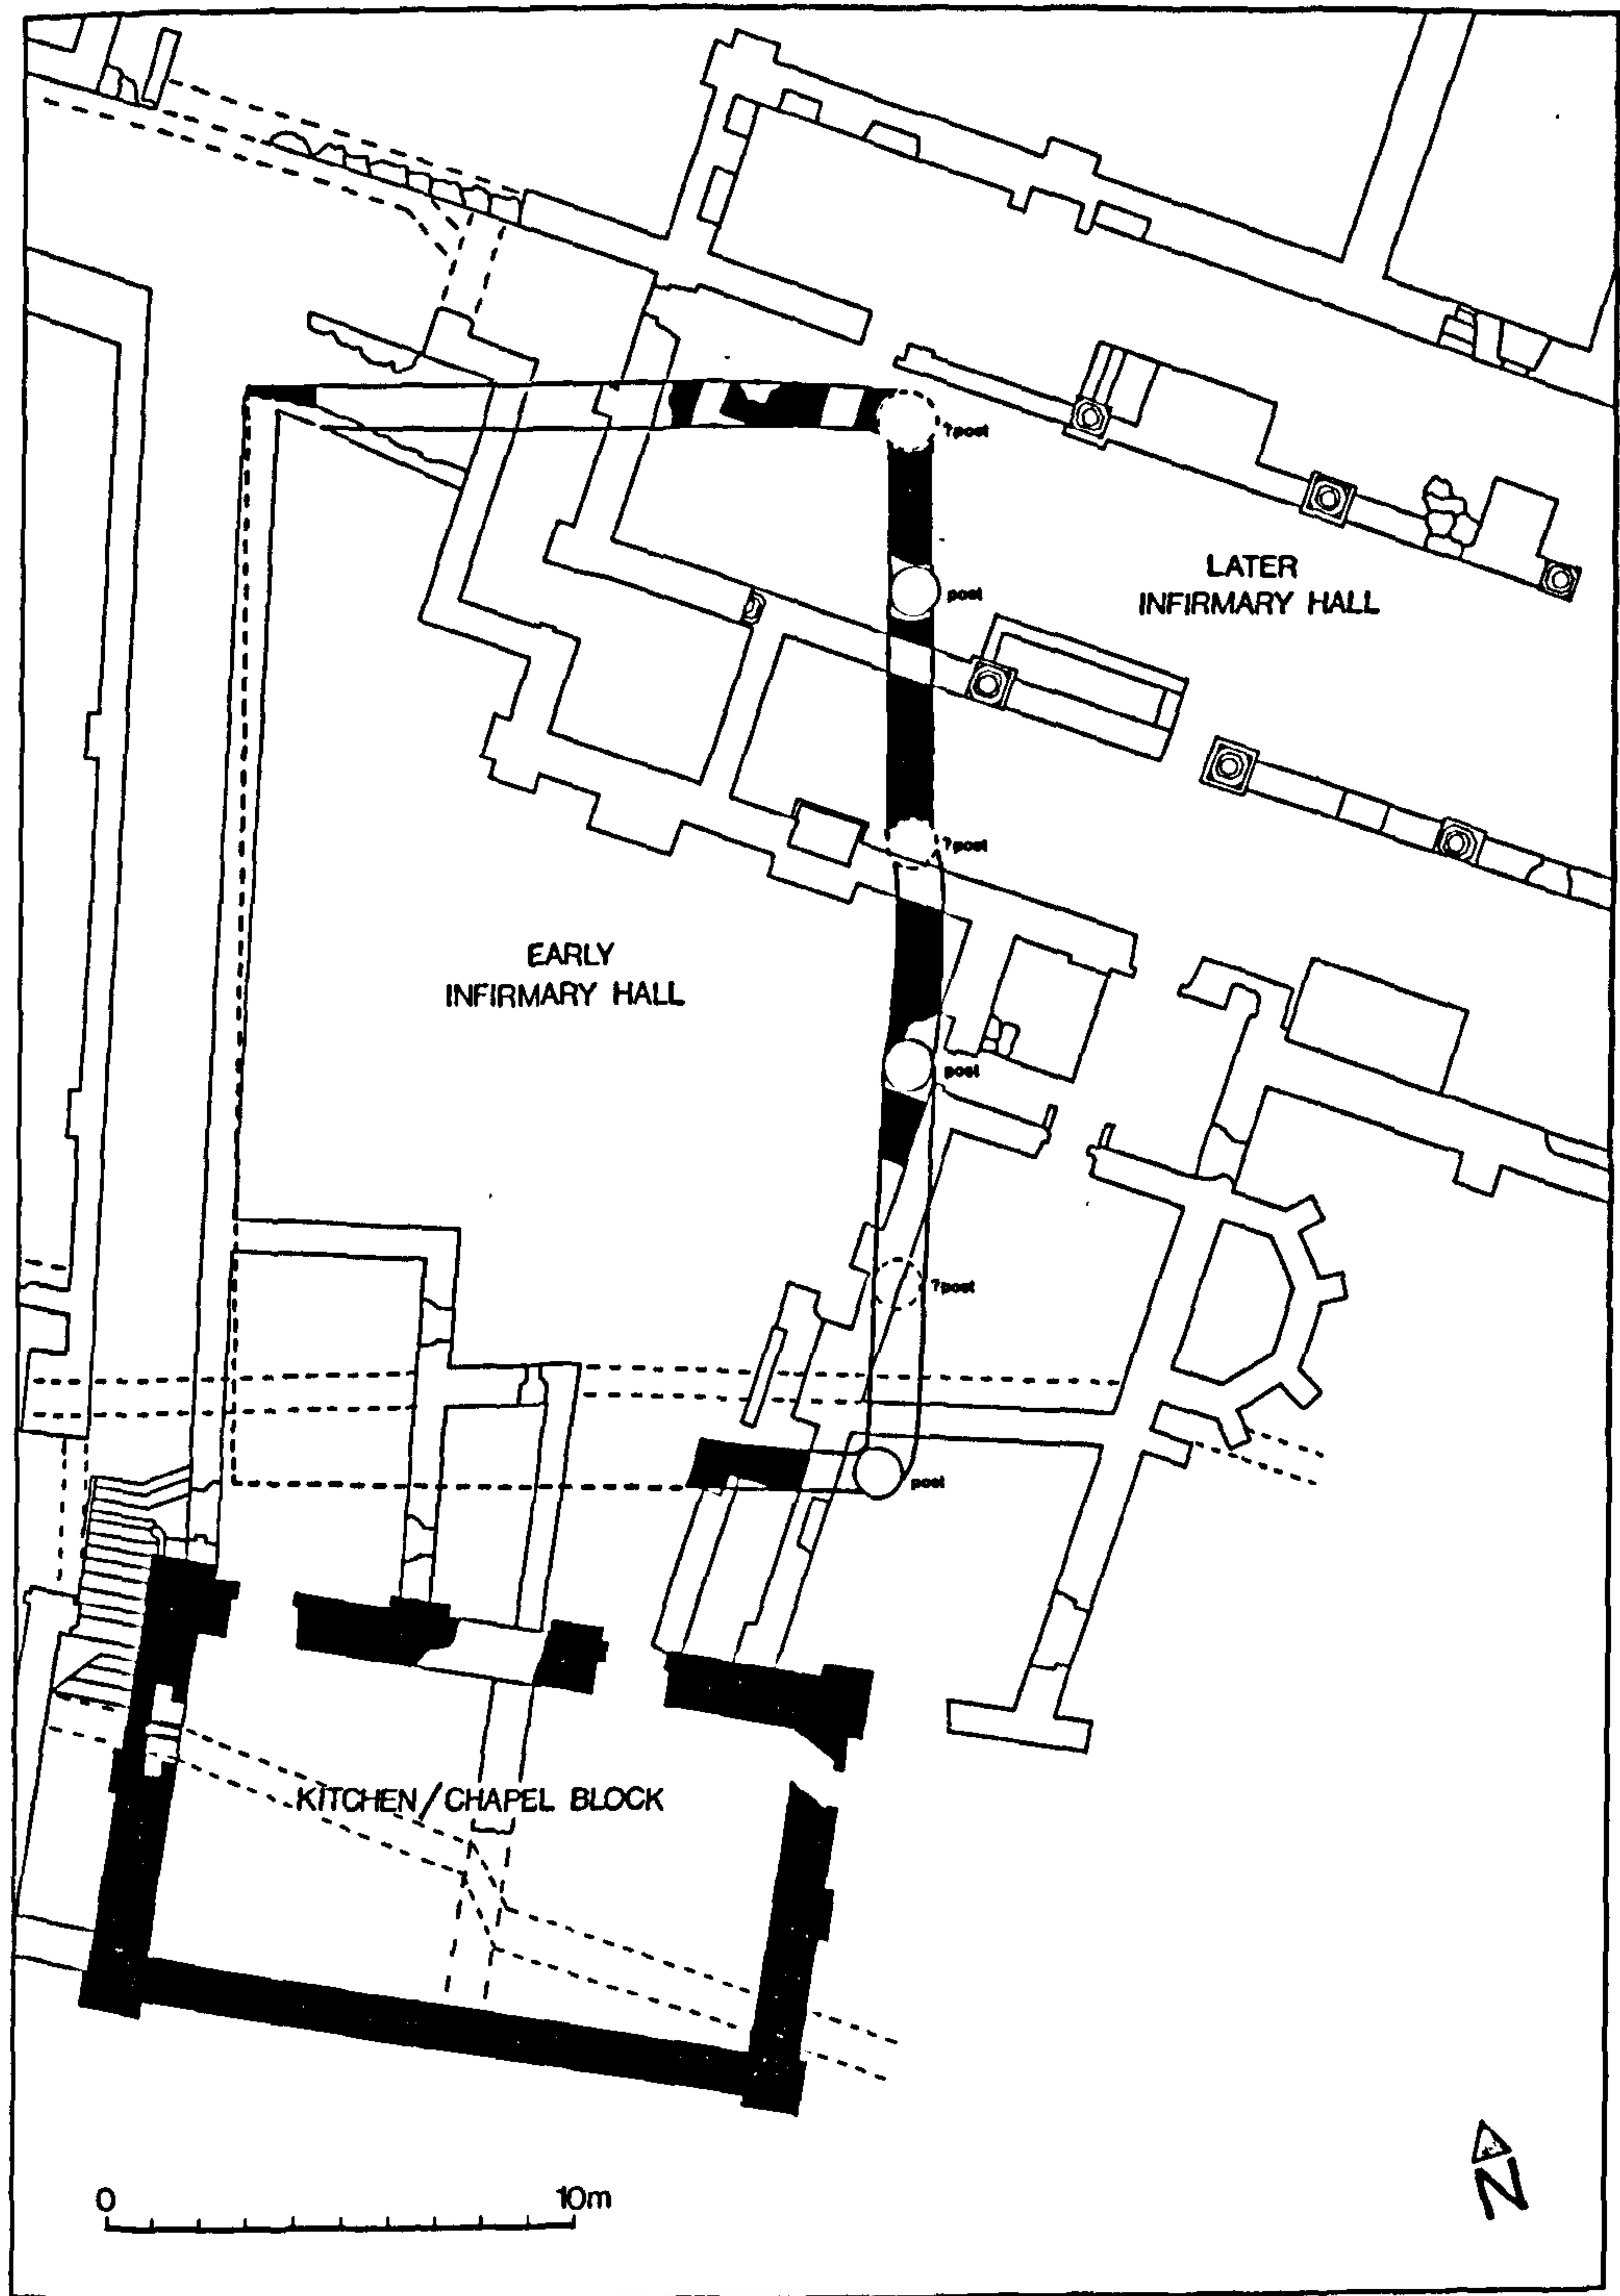 ?post
LATER
INFIRMARY HALL
post
?post
EARLY
INFIRMARY HALL
post
?post
post
KITCHEN/CHAPEL BLOCK
0 10m
N